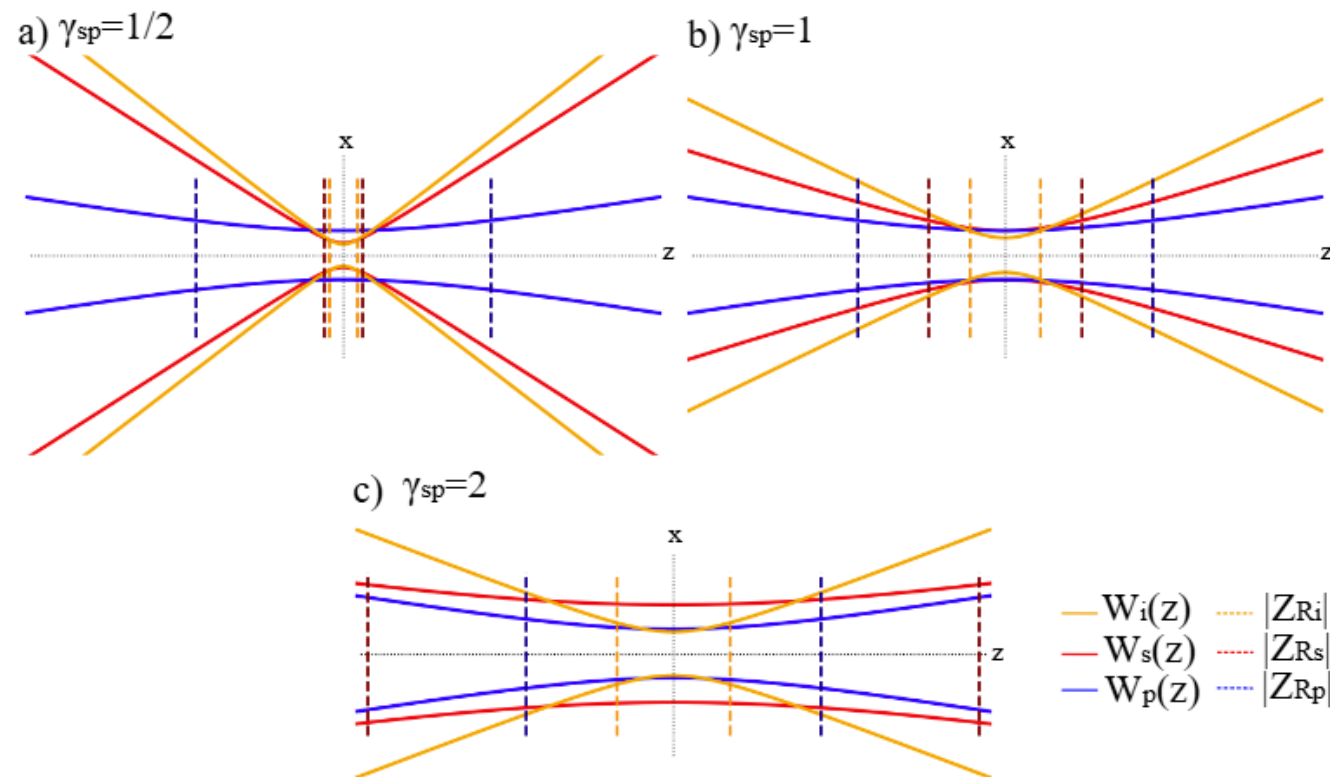 a) γsp=1/2
x
z
b) γsp=1
x
z
c) γsp=2
x
z
Wi(z) |ZRi|
Ws(z) |ZRs|
Wp(z) |ZRp|